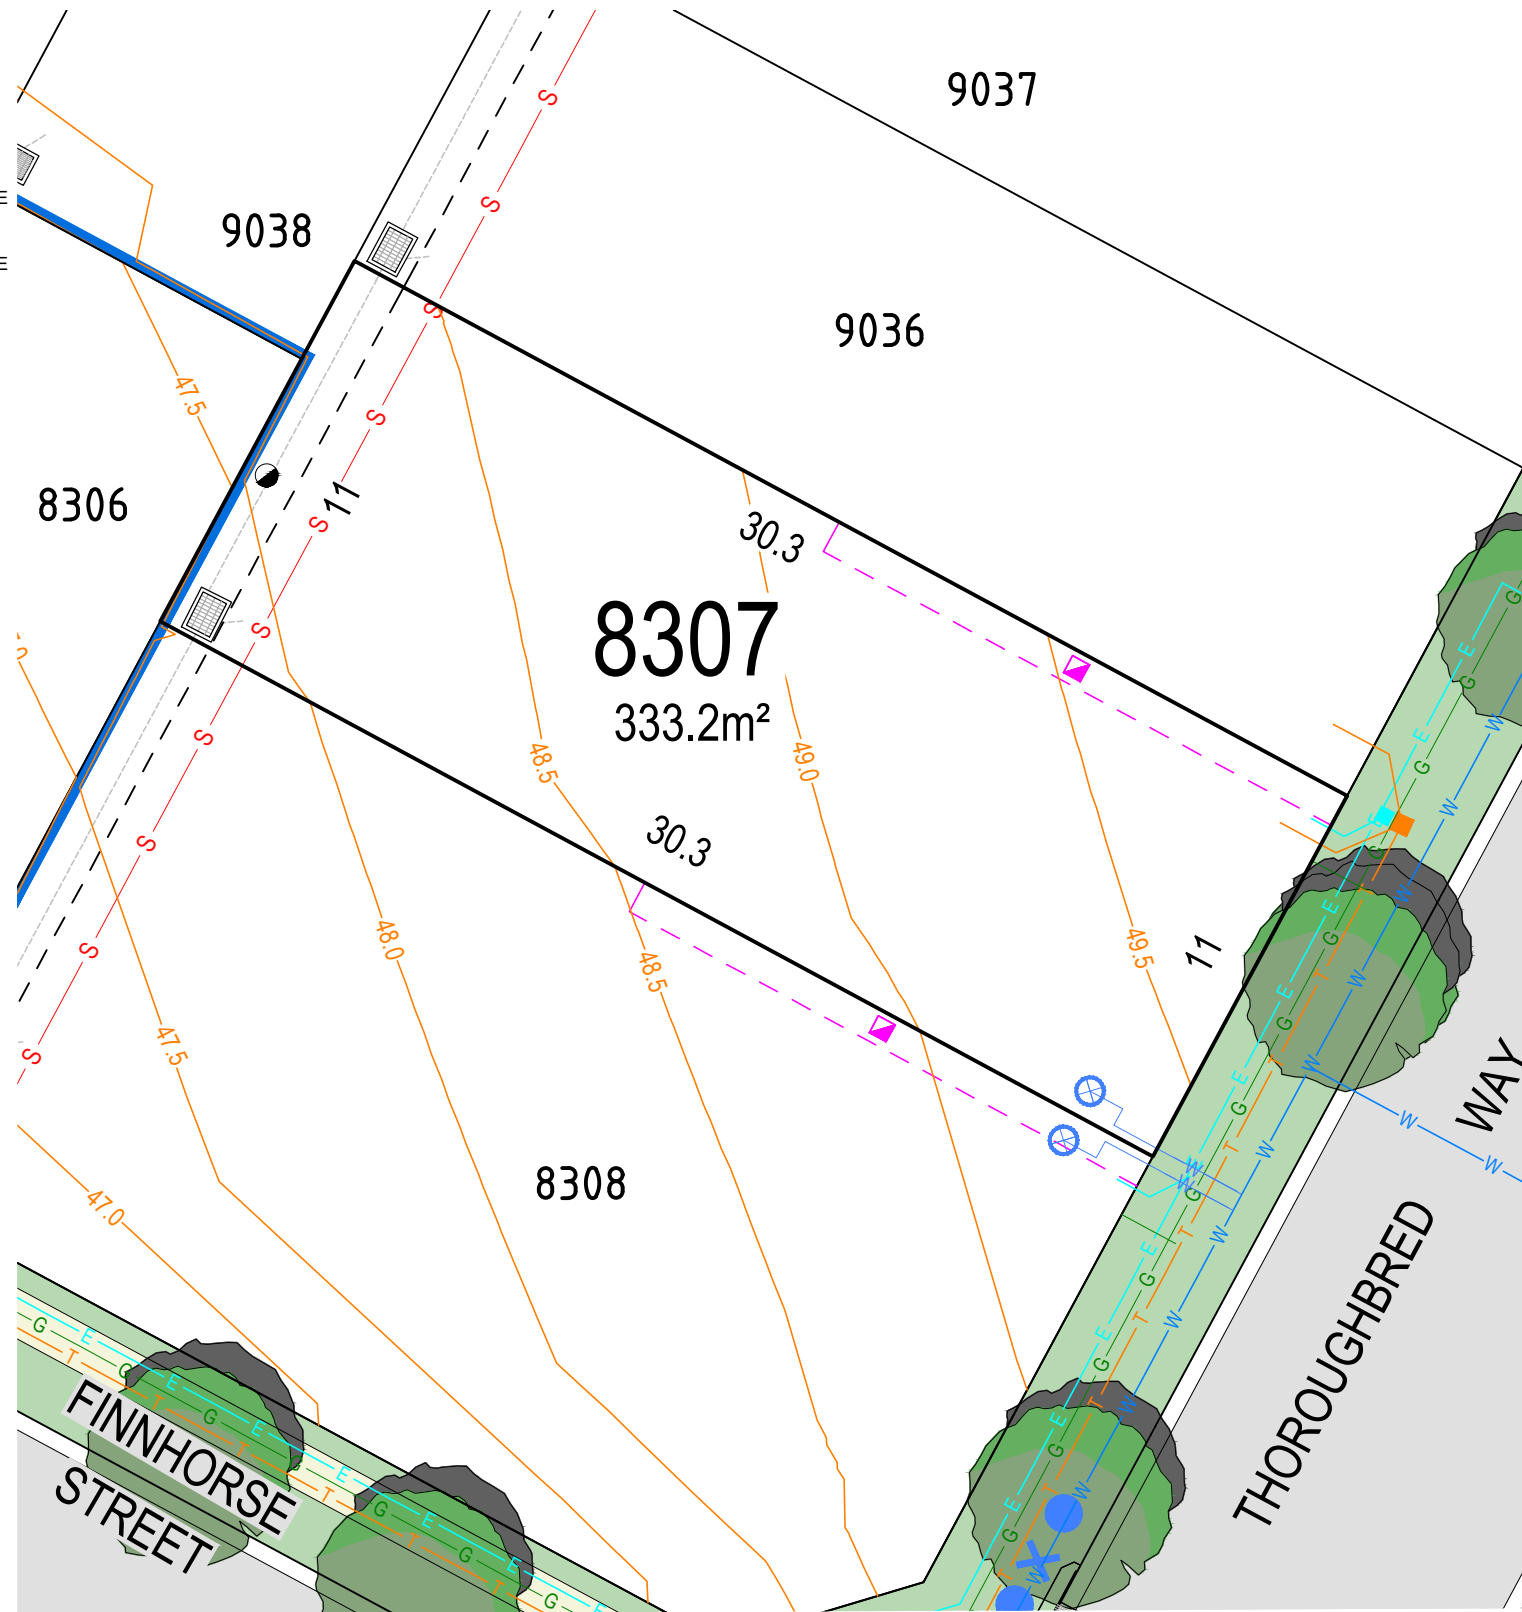 9037
9038
9036
8306
47.5
11
30.3
8307
333.2m²
48.5
49.0
30.3
49.5
11
48.0
48.5
47.5
47.0
8308
WAY
THOROUGHBRED
FINNHORSE
STREET
S
S
S
S
S
S
S
S
S
S
E
E
G
G
E
E
G
W
W
W
W
W
T